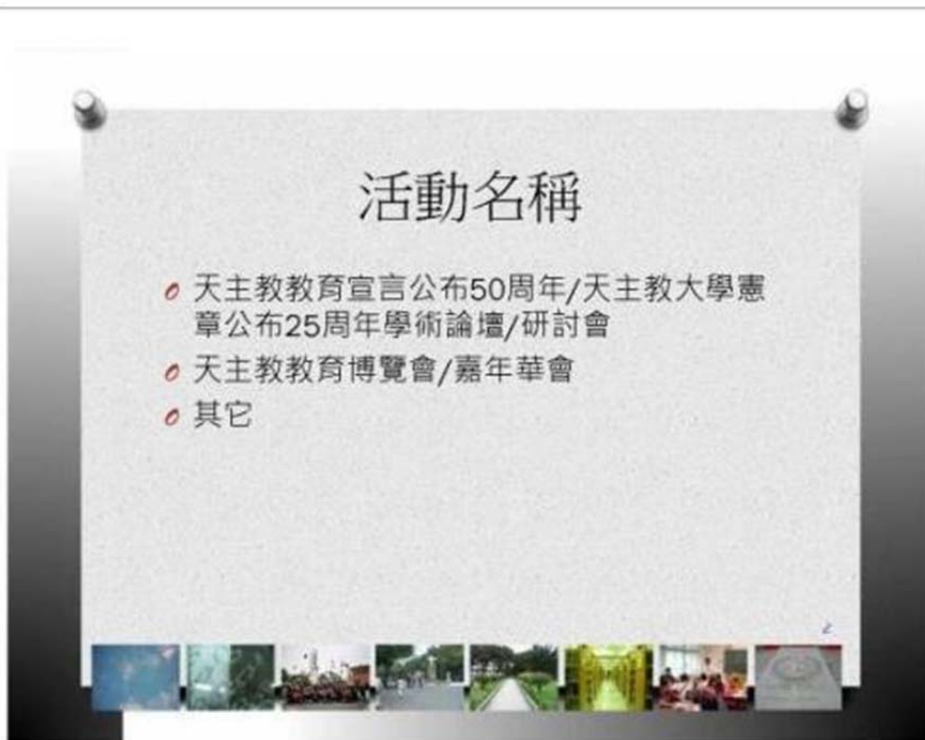 活動名稱
天主教教育宣言公布50周年/天主教大學憲
章公布25周年學術論壇/研討會
天主教教育博覽會/嘉年華會
其它
2